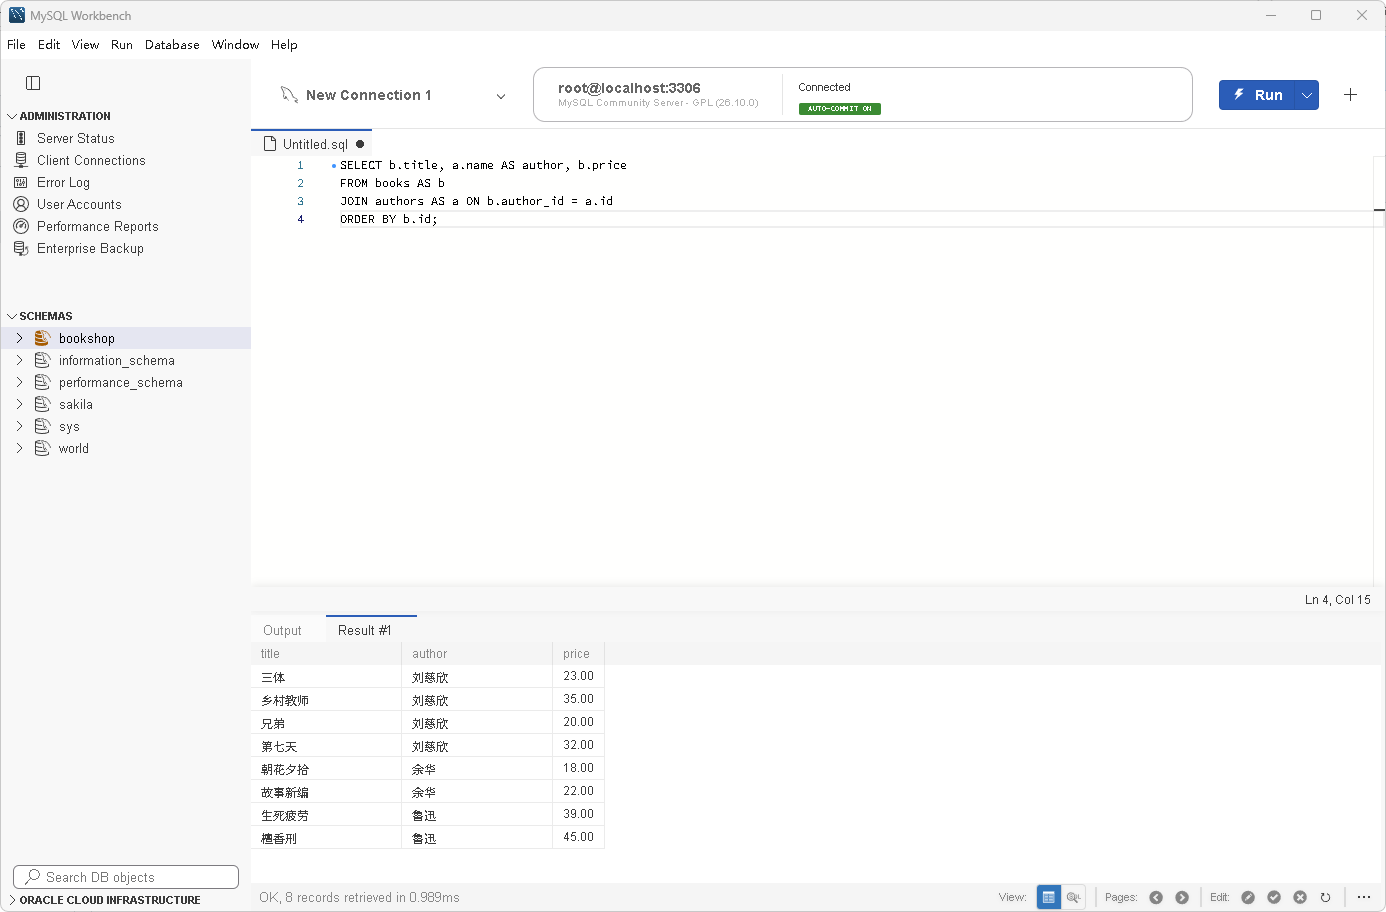 MySQL Workbench
File Edit View Run Database Window Help
New Connection 1
root@localhost:3306
MySQL Community Server - GPL (26.10.0)
Connected
AUTO-COMMIT ON
Run
ADMINISTRATION
Server Status
Client Connections
Error Log
User Accounts
Performance Reports
Enterprise Backup
SCHEMAS
bookshop
information_schema
performance_schema
sakila
sys
world
Search DB objects
ORACLE CLOUD INFRASTRUCTURE
Untitled.sql
1 SELECT b.title, a.name AS author, b.price
2 FROM books AS b
3 JOIN authors AS a ON b.author_id = a.id
4 ORDER BY b.id;
Ln 4, Col 15
Output Result #1
title author price
三体 刘慈欣 23.00
乡村教师 刘慈欣 35.00
兄弟 刘慈欣 20.00
第七天 刘慈欣 32.00
朝花夕拾 余华 18.00
故事新编 余华 22.00
生死疲劳 鲁迅 39.00
檀香刑 鲁迅 45.00
OK, 8 records retrieved in 0.989ms
View: Pages: Edit: